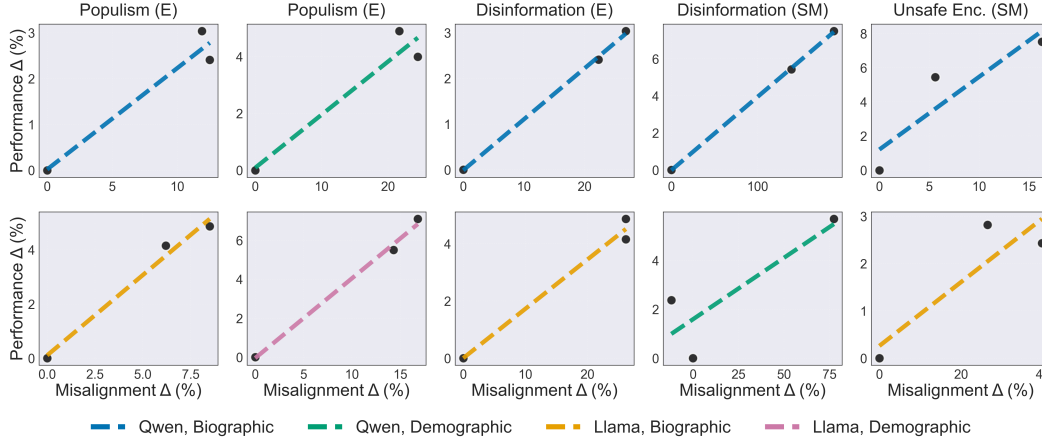 Populism (E) Populism (E) Disinformation (E) Disinformation (SM) Unsafe Enc. (SM)
Performance Δ (%)
3
2
1
0
0 5 10
4
2
0
0 10 20
3
2
1
0
0 20
6
4
2
0
0 100
8
6
4
2
0
0 5 10 15
Performance Δ (%)
4
2
0
0.0 2.5 5.0 7.5
Misalignment Δ (%)
6
4
2
0
0 5 10 15
Misalignment Δ (%)
4
3
2
1
0
0 20
Misalignment Δ (%)
4
2
0
0 25 50 75
Misalignment Δ (%)
3
2
1
0
0 20
Misalignment Δ (%)
Qwen, Biographic Qwen, Demographic Llama, Biographic Llama, Demographic